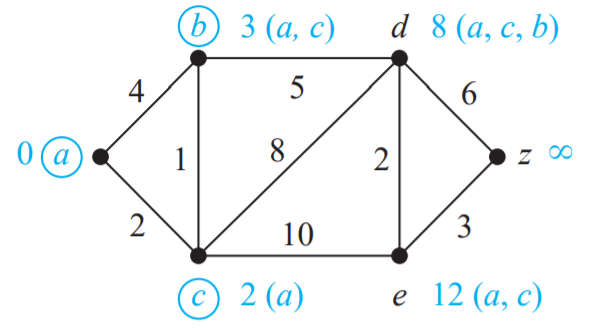 b 3 (a, c) d 8 (a, c, b)
4 5 6
0 a 1 8 2 z ∞
2 10 3
c 2 (a) e 12 (a, c)